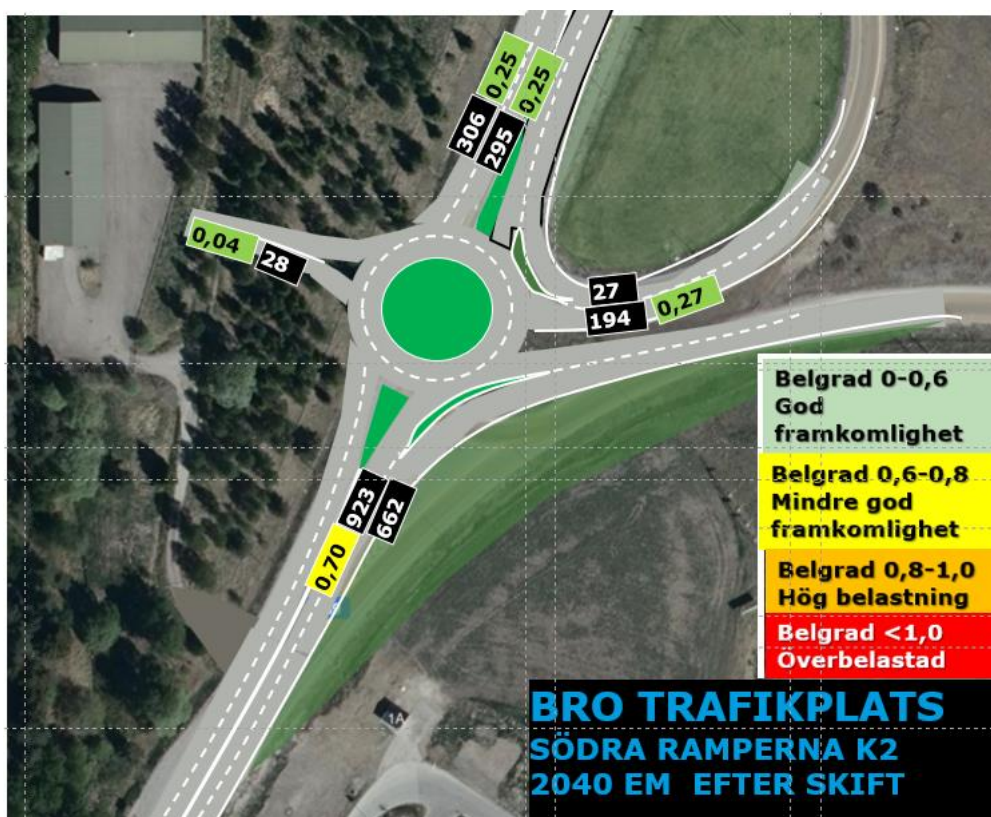 0,25
0,25
306
295
0,04
28
27
0,27
194
923
662
0,70
Belgrad 0-0,6
God
framkomlighet
Belgrad 0,6-0,8
Mindre god
framkomlighet
Belgrad 0,8-1,0
Hög belastning
Belgrad <1,0
Överbelastad
1A
BRO TRAFIKPLATS
SÖDRA RAMPERNA K2
2040 EM EFTER SKIFT